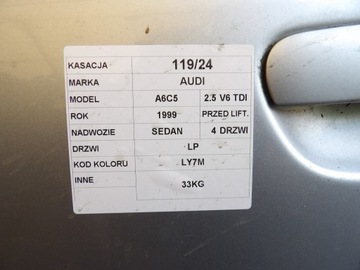 KASACJA 119/24
MARKA AUDI
MODEL A6C5 2.5 V6 TDI
ROK 1999 PRZED LIFT.
NADWOZIE SEDAN 4 DRZWI
DRZWI LP
KOD KOLORU LY7M
INNE 33KG